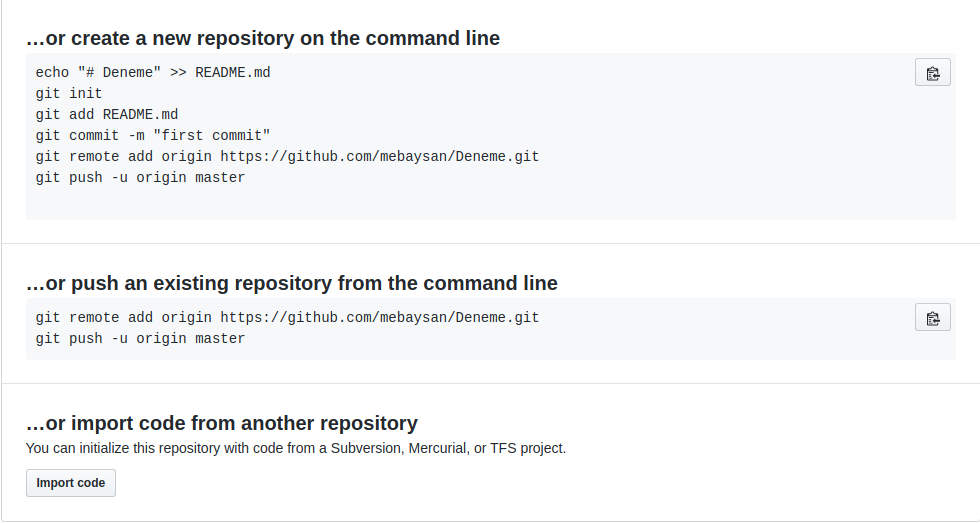 ...or create a new repository on the command line
echo "# Deneme" >> README.md
git init
git add README.md
git commit -m "first commit"
git remote add origin https://github.com/mebaysan/Deneme.git
git push -u origin master
...or push an existing repository from the command line
git remote add origin https://github.com/mebaysan/Deneme.git
git push -u origin master
...or import code from another repository
You can initialize this repository with code from a Subversion, Mercurial, or TFS project.
Import code